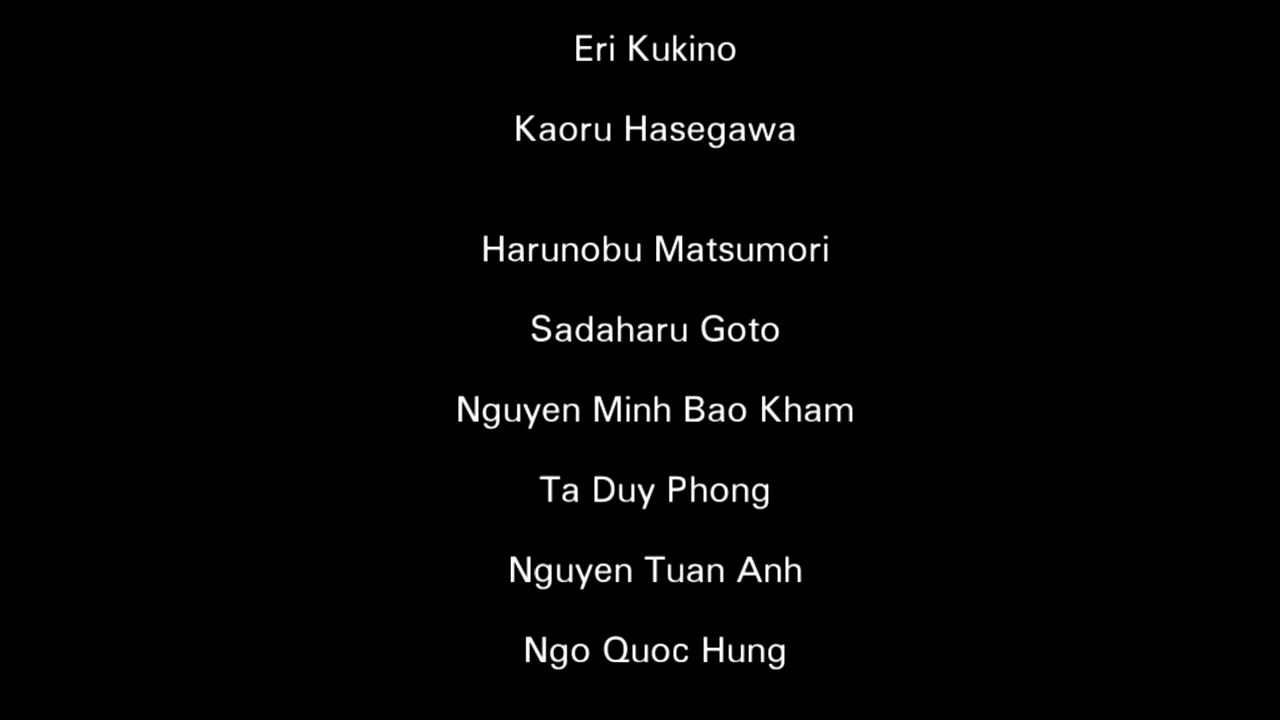 Eri Kukino
Kaoru Hasegawa
Harunobu Matsumori
Sadaharu Goto
Nguyen Minh Bao Kham
Ta Duy Phong
Nguyen Tuan Anh
Ngo Quoc Hung